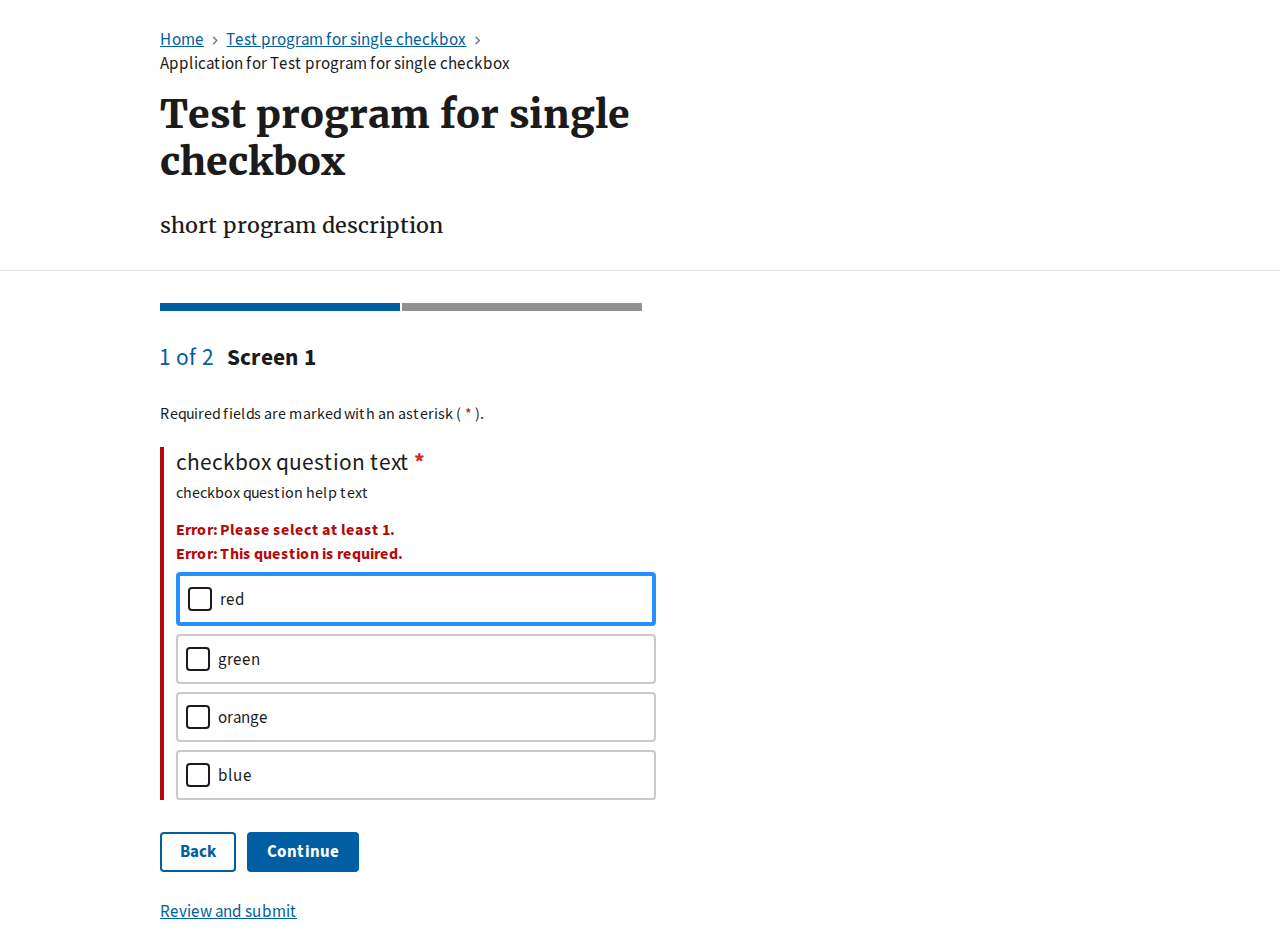 Home > Test program for single checkbox >
Application for Test program for single checkbox
Test program for single
checkbox
short program description
1 of 2 Screen 1
Required fields are marked with an asterisk ( * ).
checkbox question text *
checkbox question help text
Error: Please select at least 1.
Error: This question is required.
red
green
orange
blue
Back Continue
Review and submit